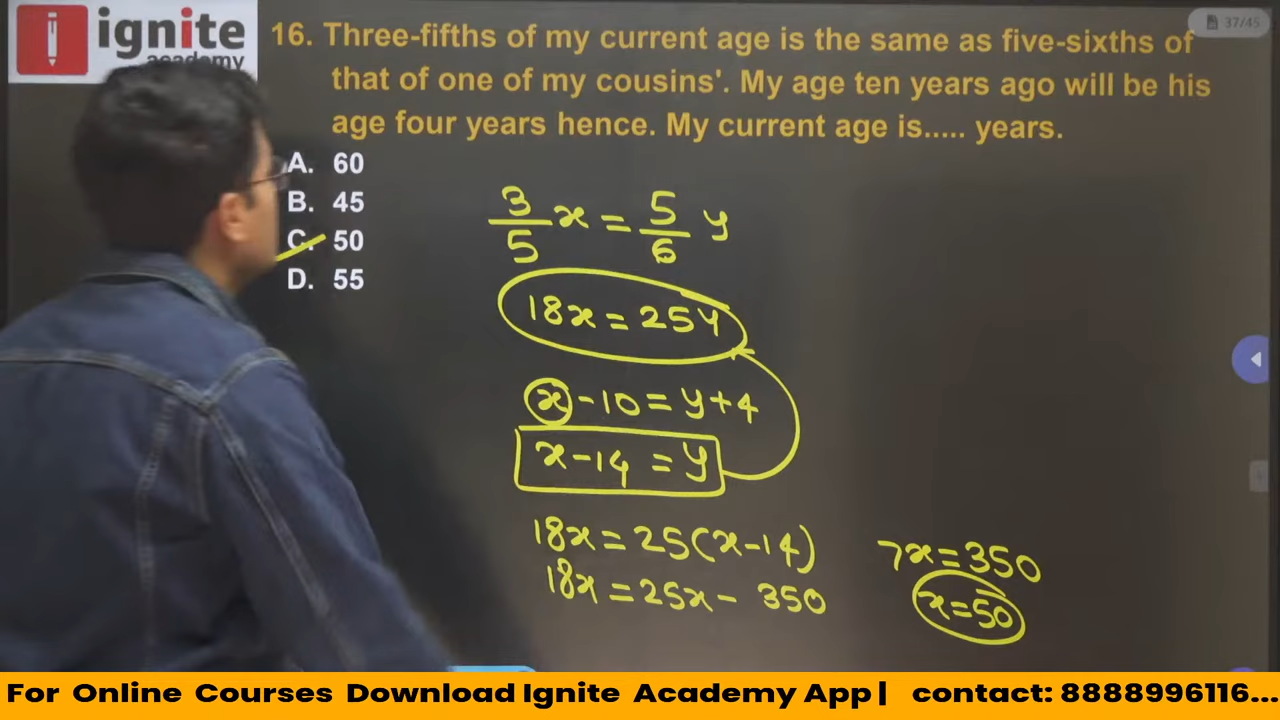 ignite
academy
37/45
16. Three-fifths of my current age is the same as five-sixths of
that of one of my cousins'. My age ten years ago will be his
age four years hence. My current age is..... years.
A. 60
B. 45
C. 50
D. 55
3/5 x = 5/6 y
18x = 25y
x - 10 = y + 4
x - 14 = y
18x = 25(x - 14)
18x = 25x - 350
7x = 350
x = 50
For Online Courses Download Ignite Academy App | contact: 8888996116...